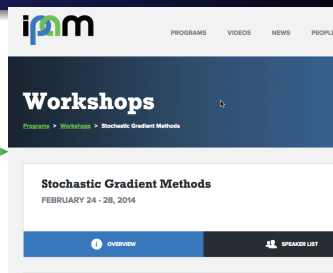 ipam
PROGRAMS VIDEOS NEWS PEOPLE
Workshops
Programs > Workshops > Stochastic Gradient Methods
Stochastic Gradient Methods
FEBRUARY 24 - 28, 2014
i OVERVIEW SPEAKER LIST